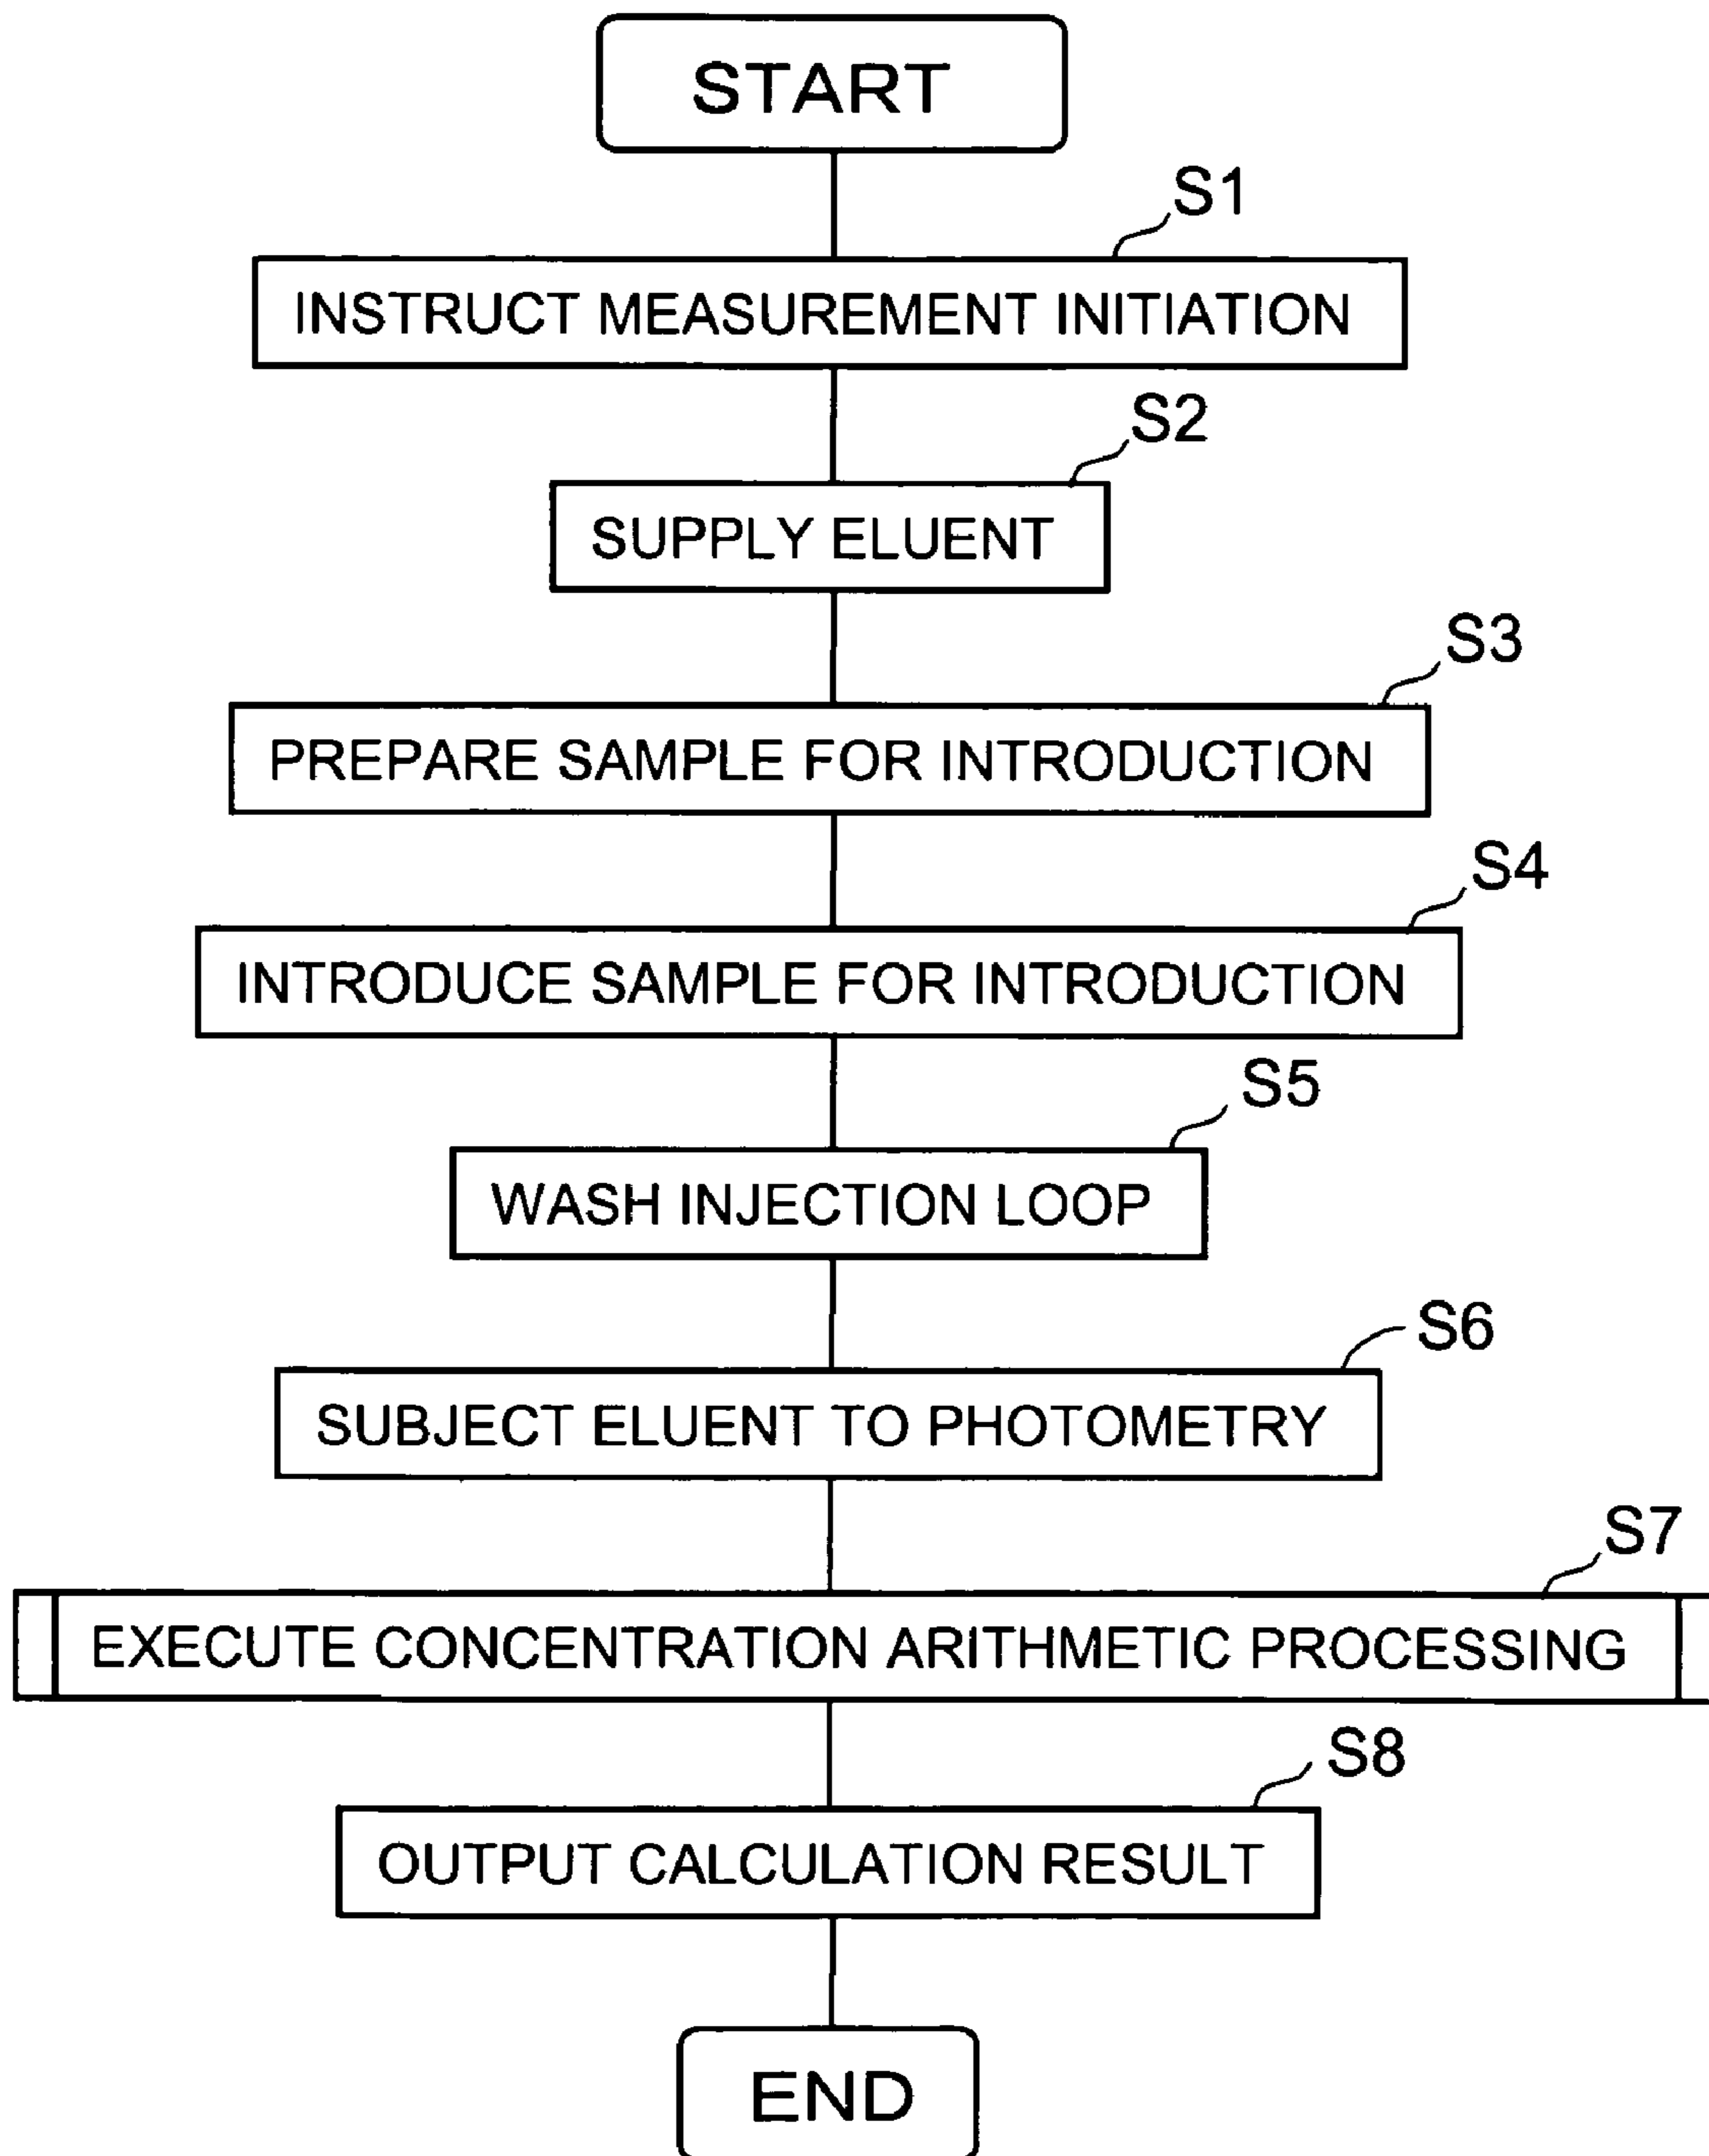 START
S1
INSTRUCT MEASUREMENT INITIATION
S2
SUPPLY ELUENT
S3
PREPARE SAMPLE FOR INTRODUCTION
S4
INTRODUCE SAMPLE FOR INTRODUCTION
S5
WASH INJECTION LOOP
S6
SUBJECT ELUENT TO PHOTOMETRY
S7
EXECUTE CONCENTRATION ARITHMETIC PROCESSING
S8
OUTPUT CALCULATION RESULT
END